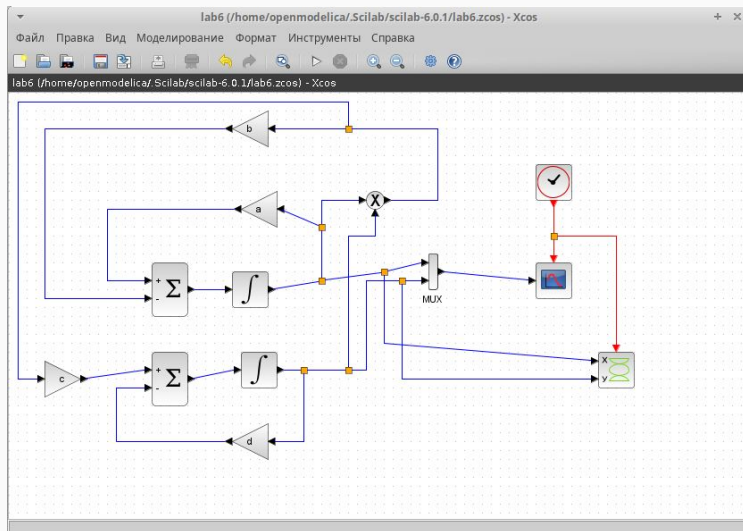 lab6 (/home/openmodelica/.Scilab/scilab-6.0.1/lab6.zcos) - Xcos
Файл Правка Вид Моделирование Формат Инструменты Справка
lab6 (/home/openmodelica/.Scilab/scilab-6.0.1/lab6.zcos) - Xcos
b
a
X
+
-
Σ
∫
MUX
c
+
-
Σ
∫
X
Y
d